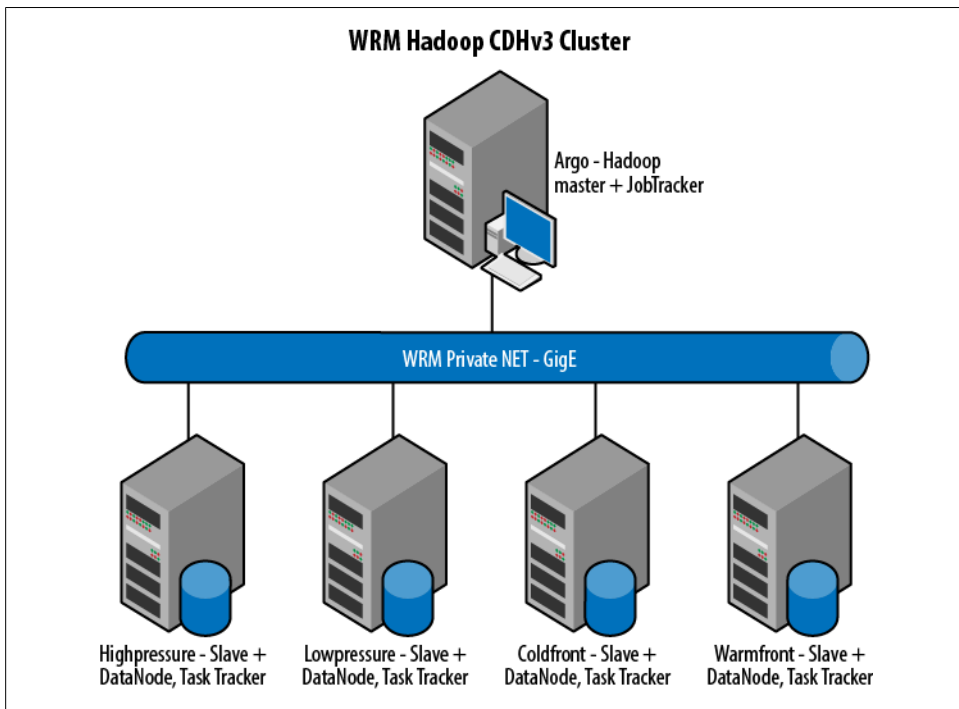 WRM Hadoop CDHv3 Cluster
Argo - Hadoop
master + JobTracker
WRM Private NET - GigE
Highpressure - Slave +
DataNode, Task Tracker
Lowpressure - Slave +
DataNode, Task Tracker
Coldfront - Slave +
DataNode, Task Tracker
Warmfront - Slave +
DataNode, Task Tracker